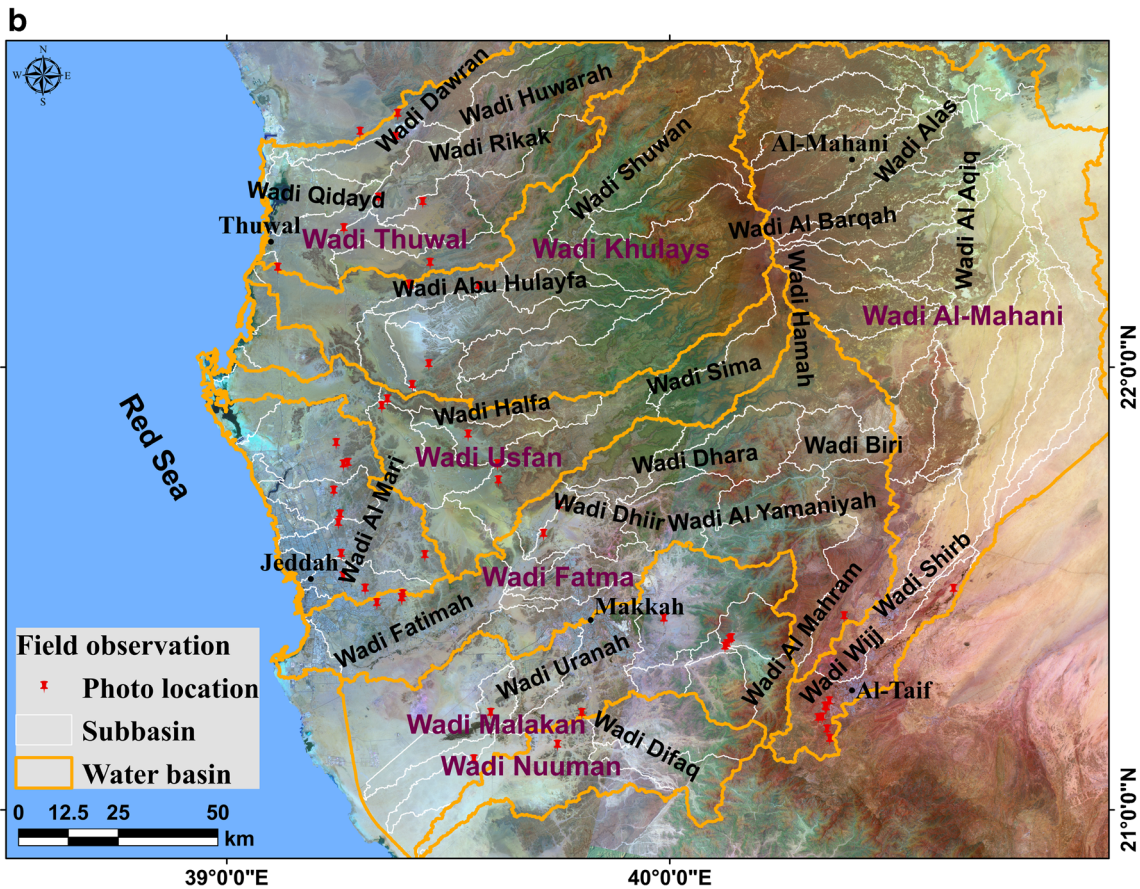 b
N
W E
S
Wadi Dawran
Wadi Huwarah
Wadi Rikak
Wadi Shuwan
Al-Mahani
Wadi Alas
Wadi Al Aqiq
Wadi Qidayd
Thuwal
Wadi Thuwal
Wadi Khulays
Wadi Al Barqah
Wadi Abu Hulayfa
Wadi Hamah
Wadi Al-Mahani
22°0'0"N
Red Sea
Wadi Sima
Wadi Halfa
Wadi Usfan
Wadi Dhara
Wadi Biri
Wadi Al Mari
Wadi Dhiir
Wadi Al Yamaniyah
Jeddah
Wadi Fatma
Wadi Shirb
Makkah
Wadi Fatimah
Wadi Al Mahram
Wadi Uranah
Wadi Wijj
Al-Taif
Wadi Malakan
Wadi Difaq
Wadi Nuuman
Field observation
Photo location
Subbasin
Water basin
0 12.5 25 50
km
21°0'0"N
39°0'0"E
40°0'0"E